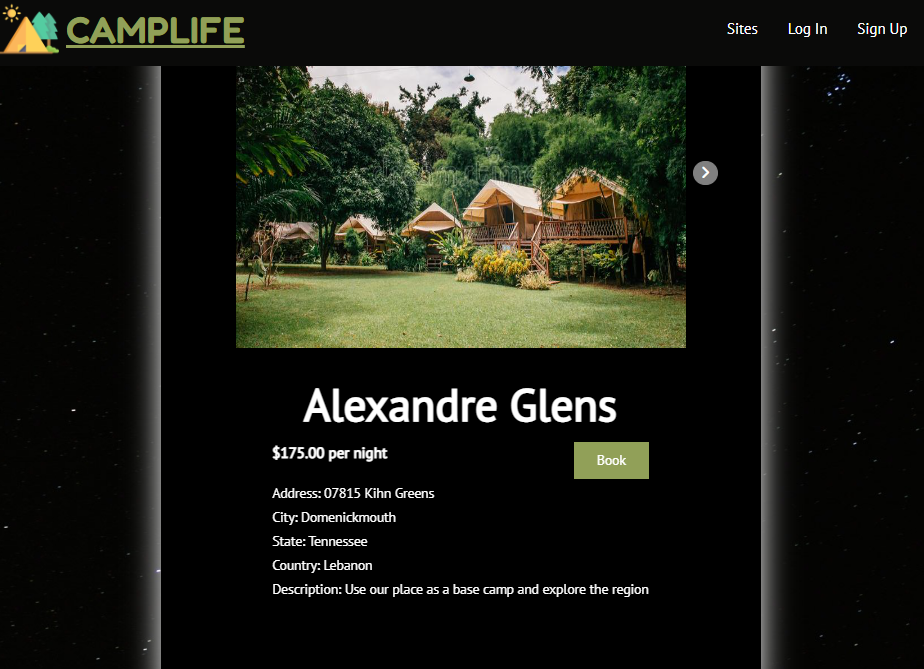 CAMPLIFE
Sites Log In Sign Up
Alexandre Glens
$175.00 per night
Book
Address: 07815 Kihn Greens
City: Domenickmouth
State: Tennessee
Country: Lebanon
Description: Use our place as a base camp and explore the region